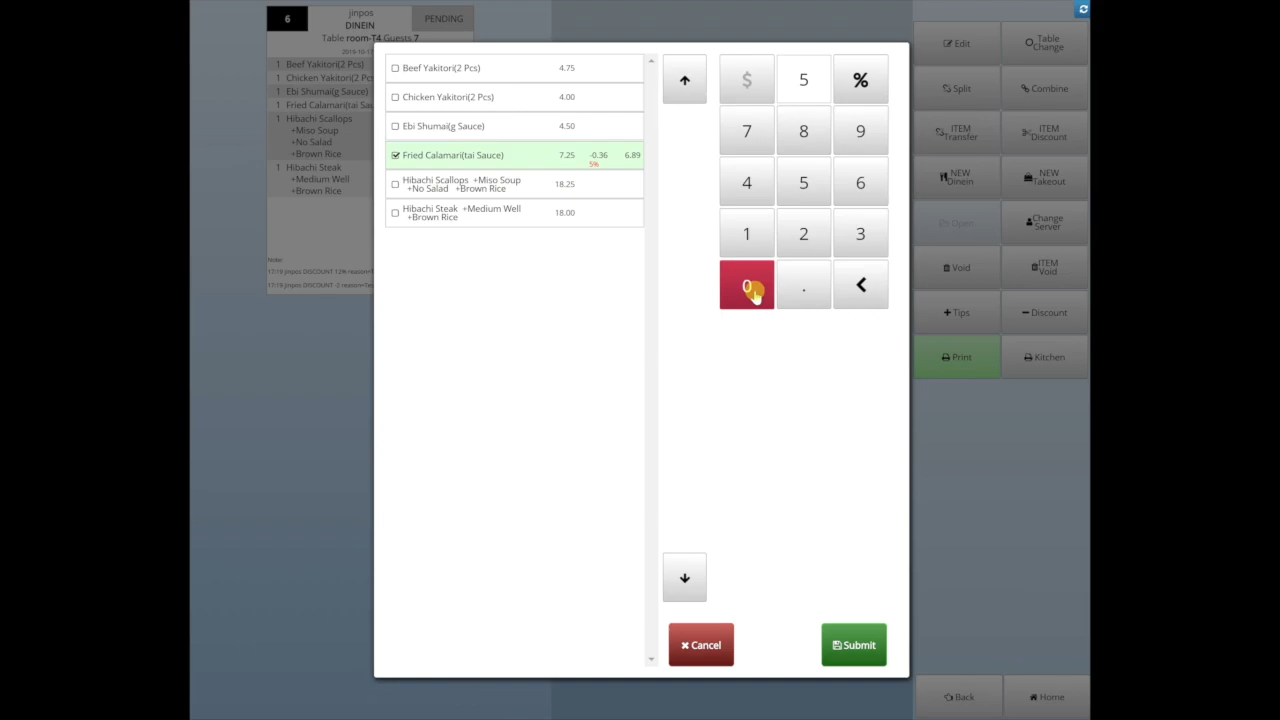 6
jinpos
DINEIN
PENDING
Table room-T4 Guests 7
2019-10-17
1 Beef Yakitori(2 Pcs)
1 Chicken Yakitori(2 Pcs
1 Ebi Shumai(g Sauce)
1 Fried Calamari(tai Sauce
1 Hibachi Scallops
+Miso Soup
+No Salad
+Brown Rice
1 Hibachi Steak
+Medium Well
+Brown Rice
Note:
17:19 jinpos DISCOUNT 12% reason=T
17:19 jinpos DISCOUNT -2 reason=Tes
Beef Yakitori(2 Pcs) 4.75
Chicken Yakitori(2 Pcs) 4.00
Ebi Shumai(g Sauce) 4.50
Fried Calamari(tai Sauce) 7.25 -0.36 6.89
5%
Hibachi Scallops +Miso Soup 18.25
+No Salad +Brown Rice
Hibachi Steak +Medium Well 18.00
+Brown Rice
$ 5 %
7 8 9
4 5 6
1 2 3
0 . <
Cancel
Submit
Edit
Table
Change
Split
Combine
ITEM
Transfer
ITEM
Discount
NEW
Dinein
NEW
Takeout
Open
Change
Server
Void
ITEM
Void
+ Tips
− Discount
Print
Kitchen
Back
Home